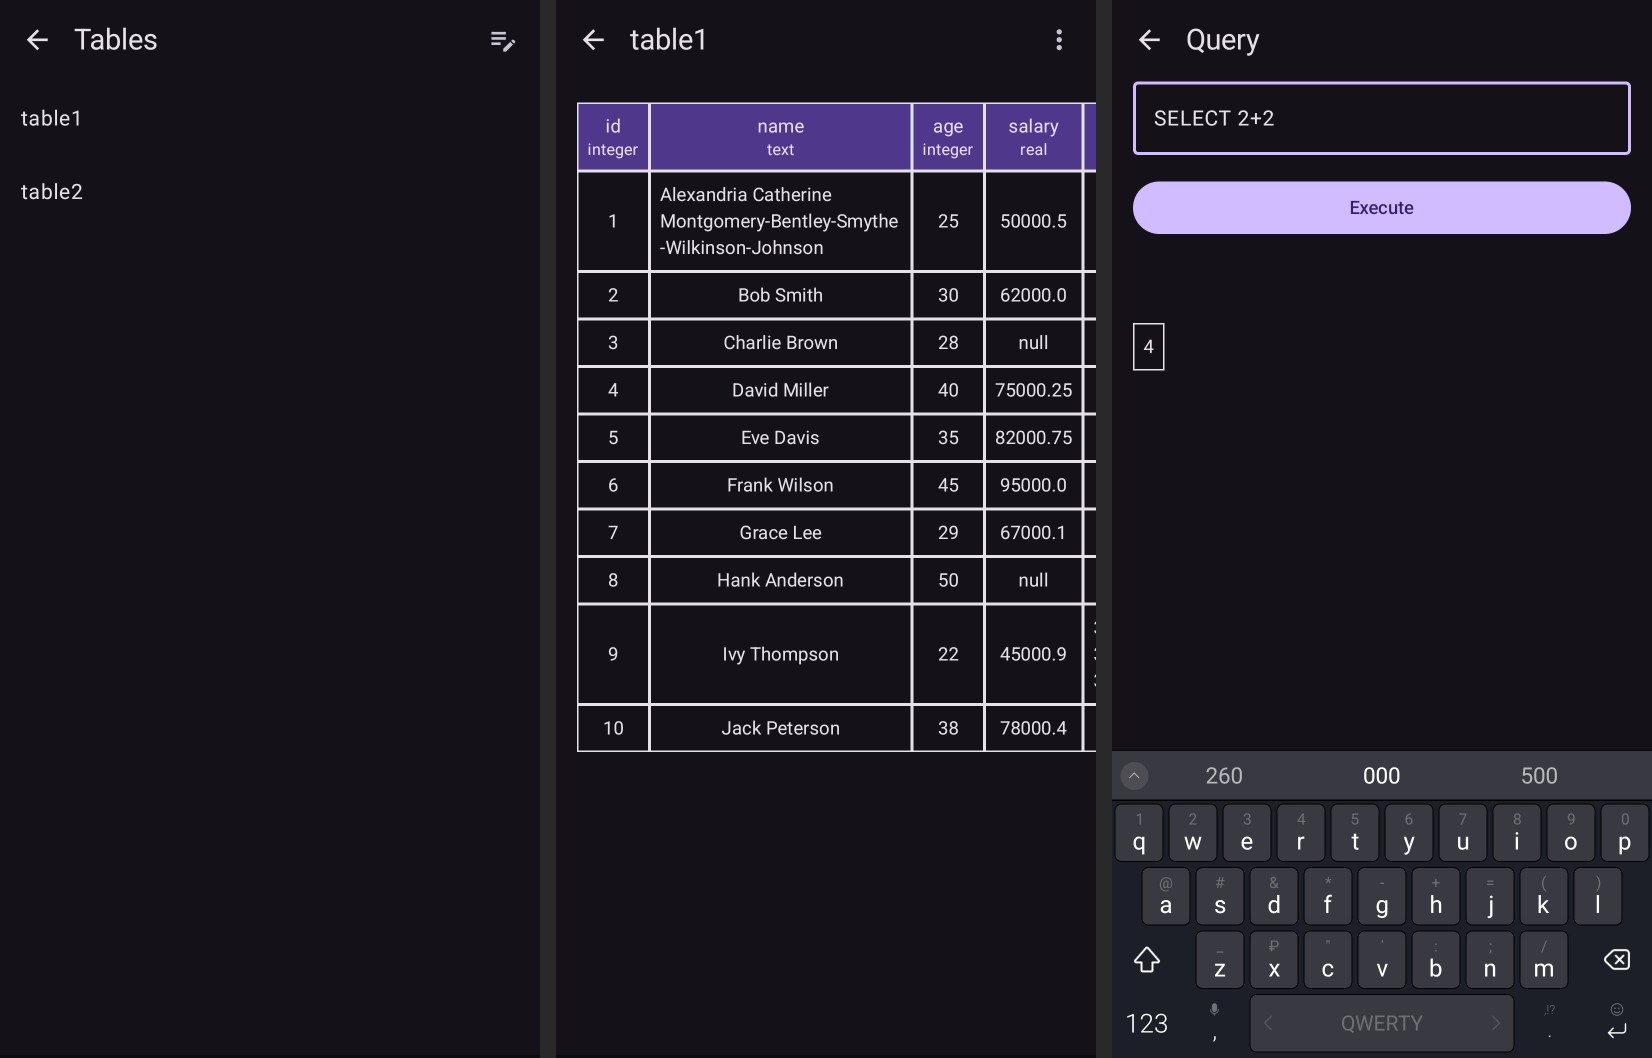 Tables
table1
table2
table1
id name age salary
integer text integer real
1 Alexandria Catherine Montgomery-Bentley-Smythe-Wilkinson-Johnson 25 50000.5
2 Bob Smith 30 62000.0
3 Charlie Brown 28 null
4 David Miller 40 75000.25
5 Eve Davis 35 82000.75
6 Frank Wilson 45 95000.0
7 Grace Lee 29 67000.1
8 Hank Anderson 50 null
9 Ivy Thompson 22 45000.9
10 Jack Peterson 38 78000.4
Query
SELECT 2+2
Execute
4
260 000 500
1 2 3 4 5 6 7 8 9 0
q w e r t y u i o p
@ # & * - + = ( )
a s d f g h j k l
_ ₽ " ' : ; /
z x c v b n m
123 , QWERTY .
,!?